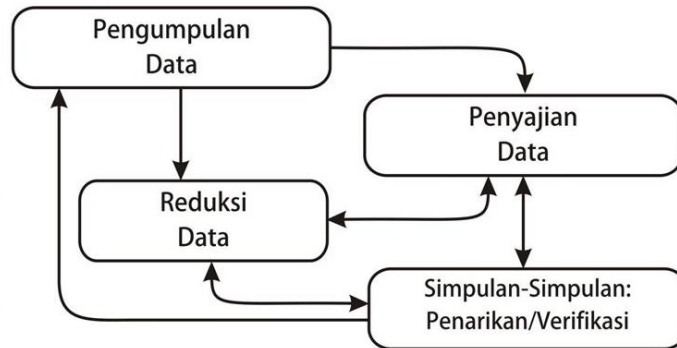 Pengumpulan
Data
Penyajian
Data
Reduksi
Data
Simpulan-Simpulan:
Penarikan/Verifikasi